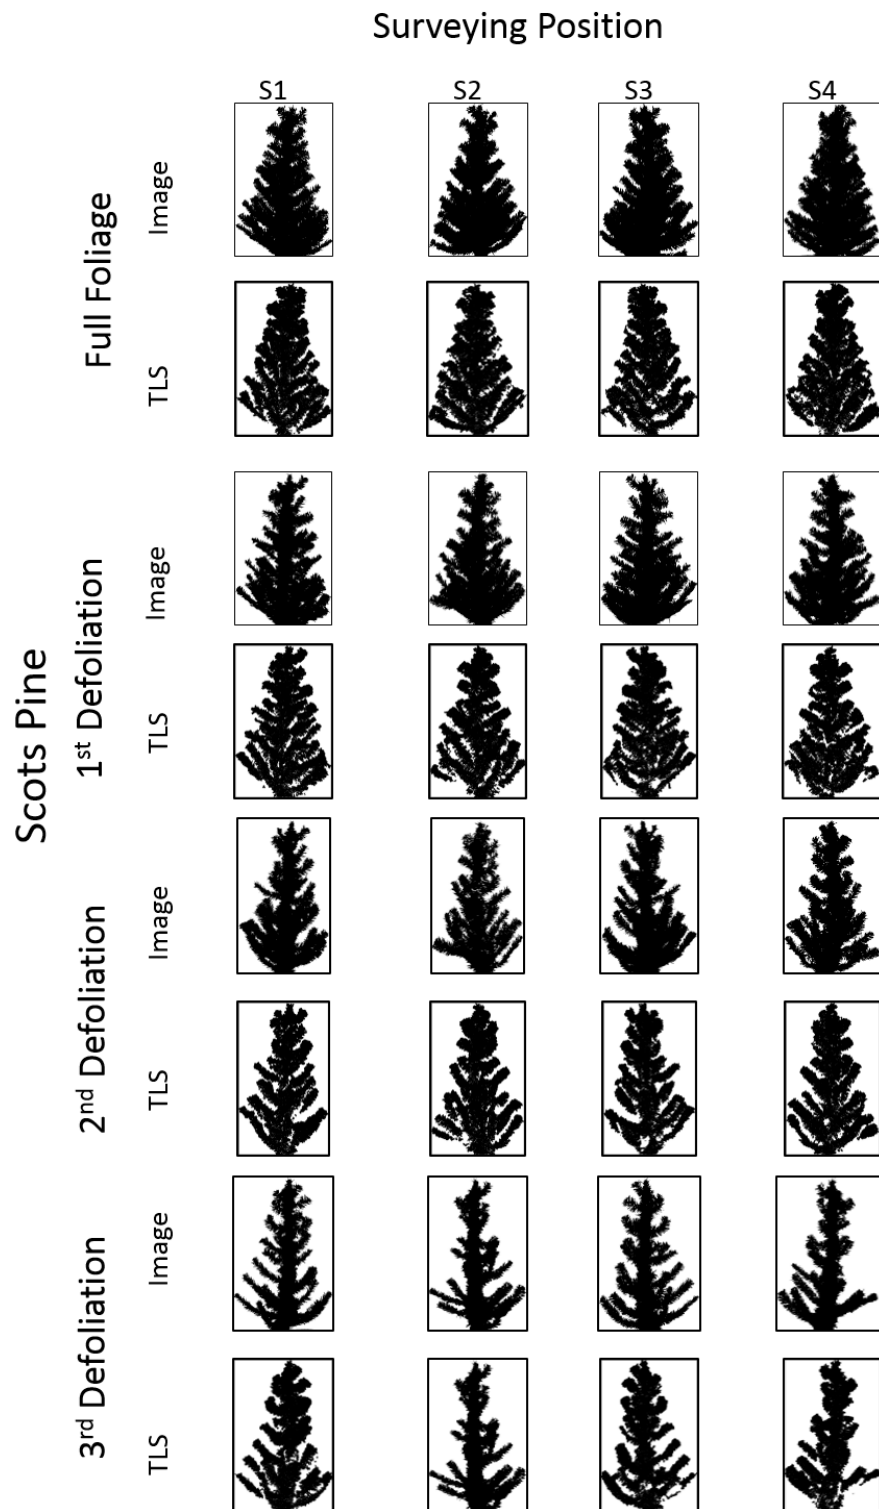 Surveying Position
S1 S2 S3 S4
Scots Pine
Full Foliage
Image
TLS
1st Defoliation
Image
TLS
2nd Defoliation
Image
TLS
3rd Defoliation
Image
TLS